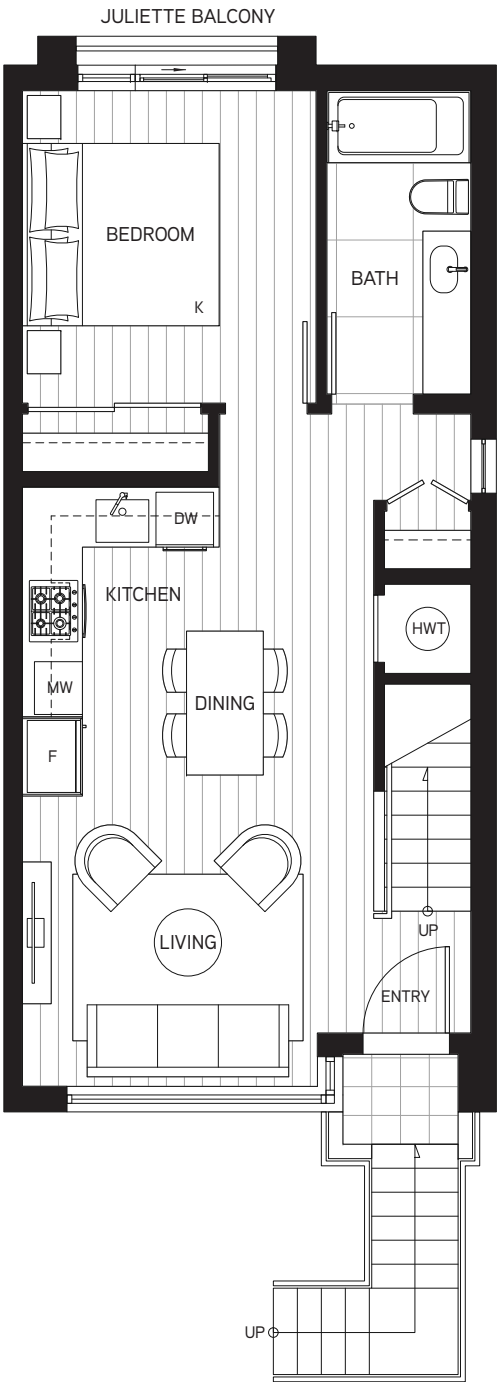 JULIETTE BALCONY
BEDROOM
K
BATH
DW
KITCHEN
HWT
MW
DINING
F
LIVING
UP
ENTRY
UP